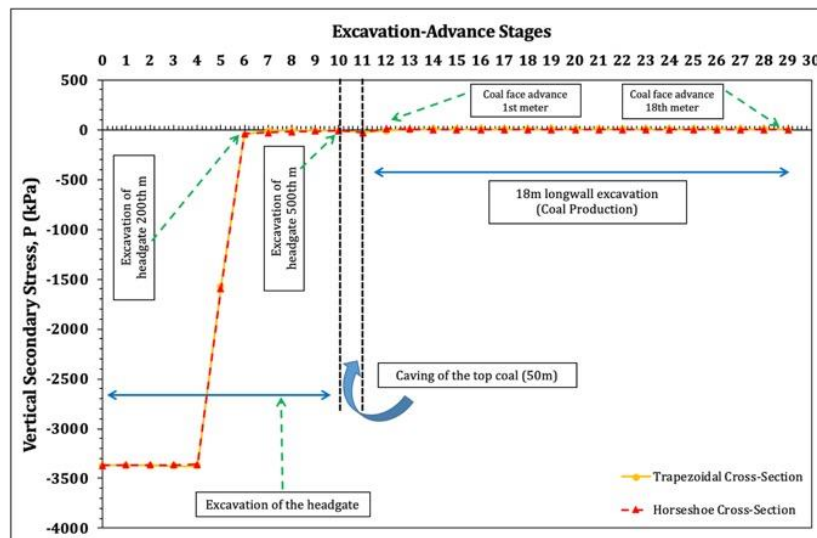 Excavation-Advance Stages
0 1 2 3 4 5 6 7 8 9 10 11 12 13 14 15 16 17 18 19 20 21 22 23 24 25 26 27 28 29 30
Vertical Secondary Stress, P (kPa)
500
0
-500
-1000
-1500
-2000
-2500
-3000
-3500
-4000
Excavation of
headgate 200th m
Excavation of
headgate 500th m
Coal face advance
1st meter
Coal face advance
18th meter
18m longwall excavation
(Coal Production)
Caving of the top coal (50m)
Excavation of the headgate
Trapezoidal Cross-Section
Horseshoe Cross-Section